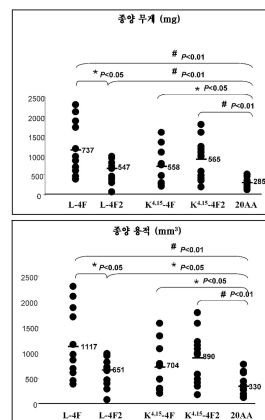 종양 무게 (mg)
# P<0.01
* P<0.05
# P<0.01
* P<0.05
# P<0.01
2500
2000
1500
1000
500
0
737
547
558
565
285
L-4F
L-4F2
K4,15-4F
K4,15-4F2
20AA
종양 용적 (mm³)
# P<0.01
* P<0.05
* P<0.05
* P<0.05
# P<0.01
2500
2000
1500
1000
500
0
1117
651
704
890
330
L-4F
L-4F2
K4,15-4F
K4,15-4F2
20AA